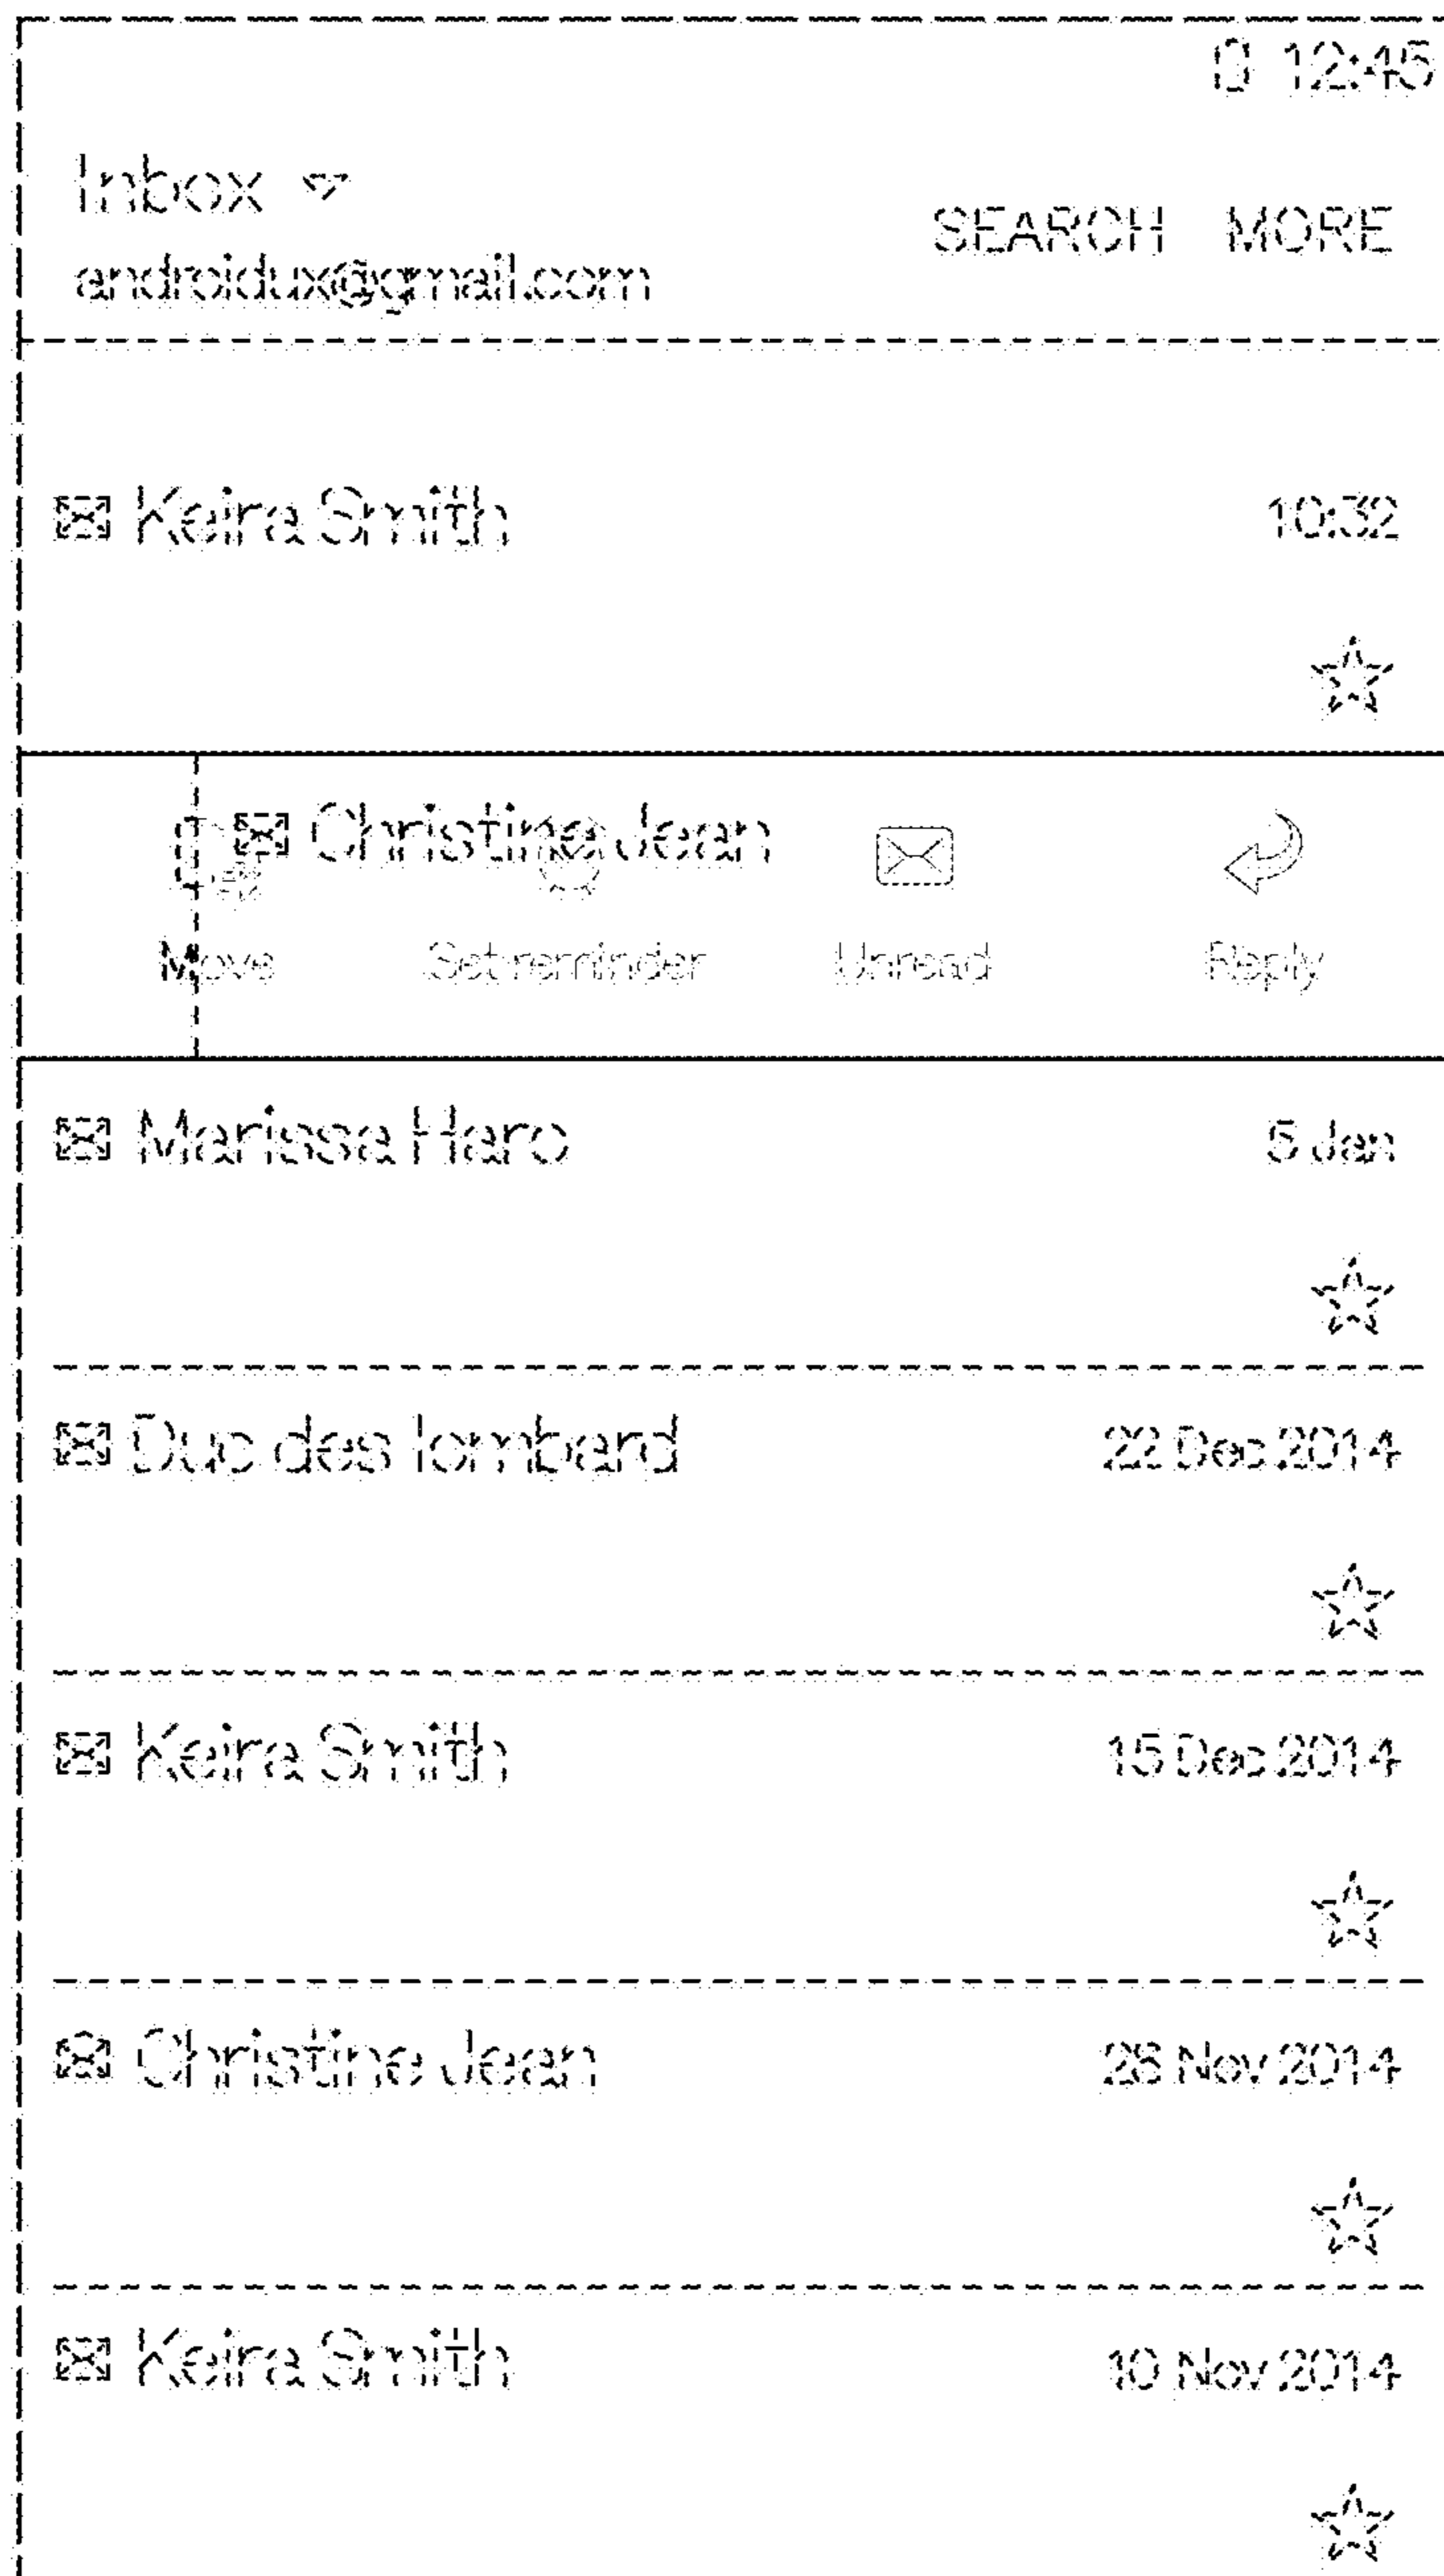 12:45
Inbox
SEARCH MORE
androidux@gmail.com
Keira Smith 10:32
Christine Jean
Move Set reminder Unread Reply
Marissa Haro 5 Jan
Duc des lombard 22 Dec 2014
Keira Smith 15 Dec 2014
Christine Jean 28 Nov 2014
Keira Smith 10 Nov 2014